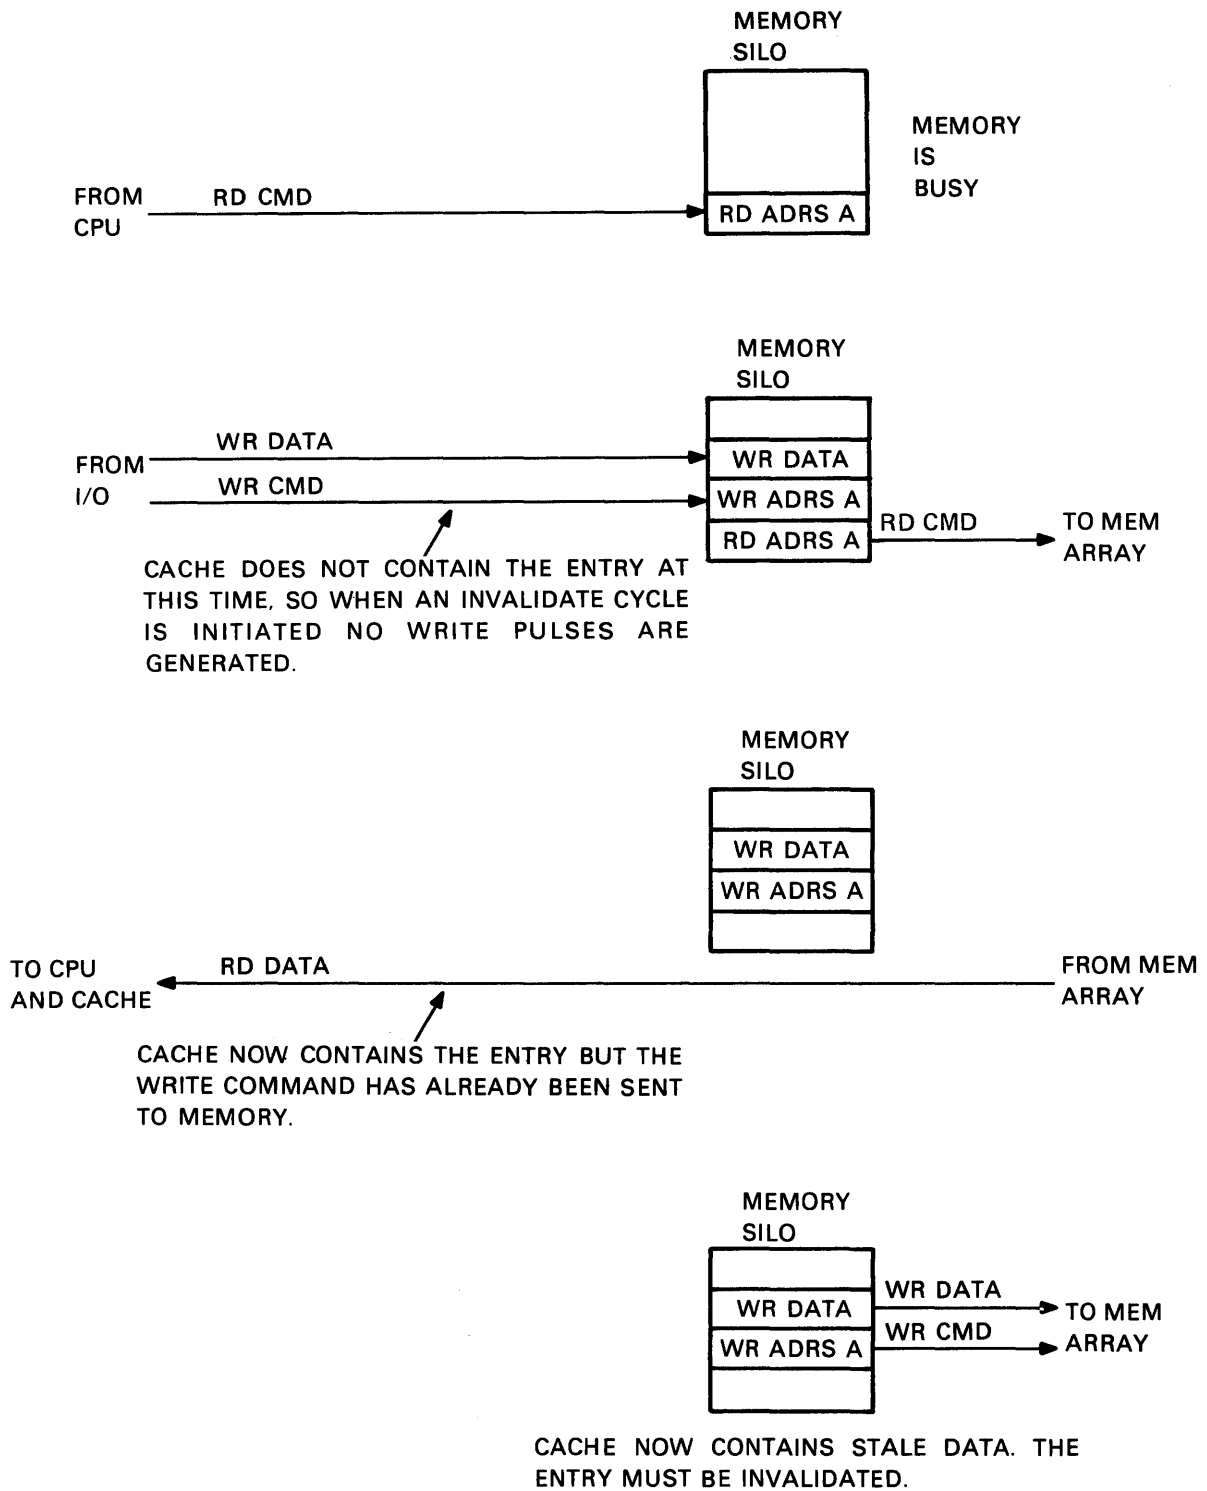 MEMORY
SILO
MEMORY
IS
BUSY
FROM
CPU
RD CMD
RD ADRS A
MEMORY
SILO
FROM
I/O
WR DATA
WR CMD
WR DATA
WR ADRS A
RD ADRS A
RD CMD
TO MEM
ARRAY
CACHE DOES NOT CONTAIN THE ENTRY AT
THIS TIME, SO WHEN AN INVALIDATE CYCLE
IS INITIATED NO WRITE PULSES ARE
GENERATED.
MEMORY
SILO
WR DATA
WR ADRS A
TO CPU
AND CACHE
RD DATA
FROM MEM
ARRAY
CACHE NOW CONTAINS THE ENTRY BUT THE
WRITE COMMAND HAS ALREADY BEEN SENT
TO MEMORY.
MEMORY
SILO
WR DATA
WR ADRS A
WR DATA
WR CMD
TO MEM
ARRAY
CACHE NOW CONTAINS STALE DATA. THE
ENTRY MUST BE INVALIDATED.